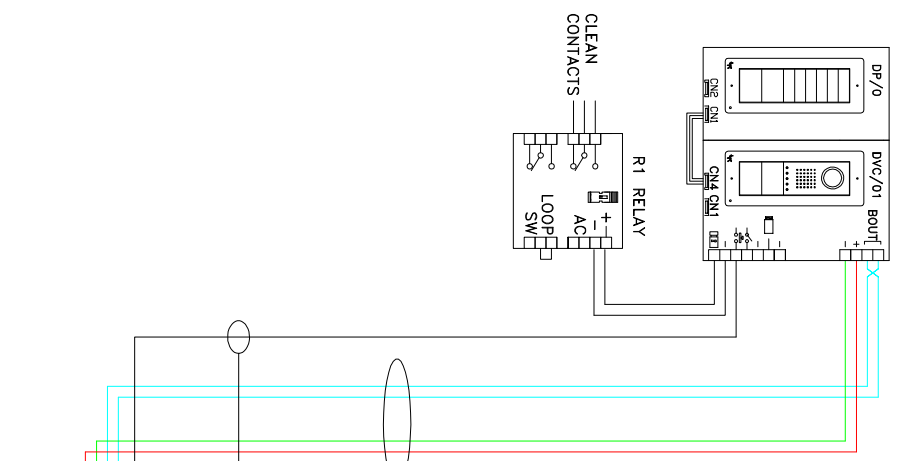 CLEAN
CONTACTS
DP/0
CN2
CN1
DVC/01
CN4
CN1
BOUT
R1 RELAY
LOOP
SW
AC
-
+
-
-
-
-
+